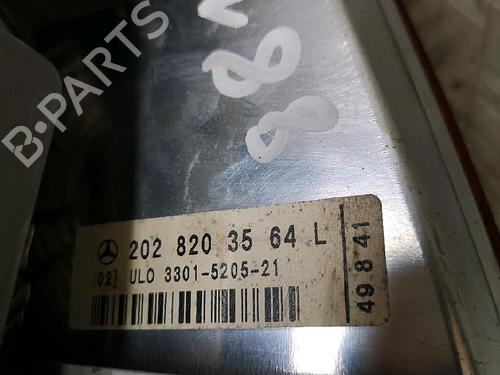 B-PARTS
88
202 820 35 64 L
[02] ULO 3301-5205-21
49 8 41